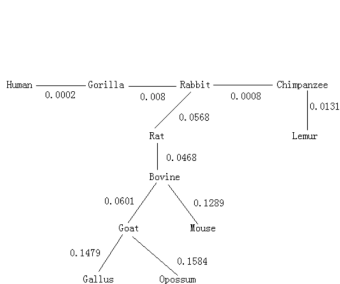 Human Gorilla Rabbit Chimpanzee
0.0002 0.008 0.0008
0.0131
0.0568
Rat Lemur
0.0468
Bovine
0.0601 0.1289
Goat Mouse
0.1479 0.1584
Gallus Opossum